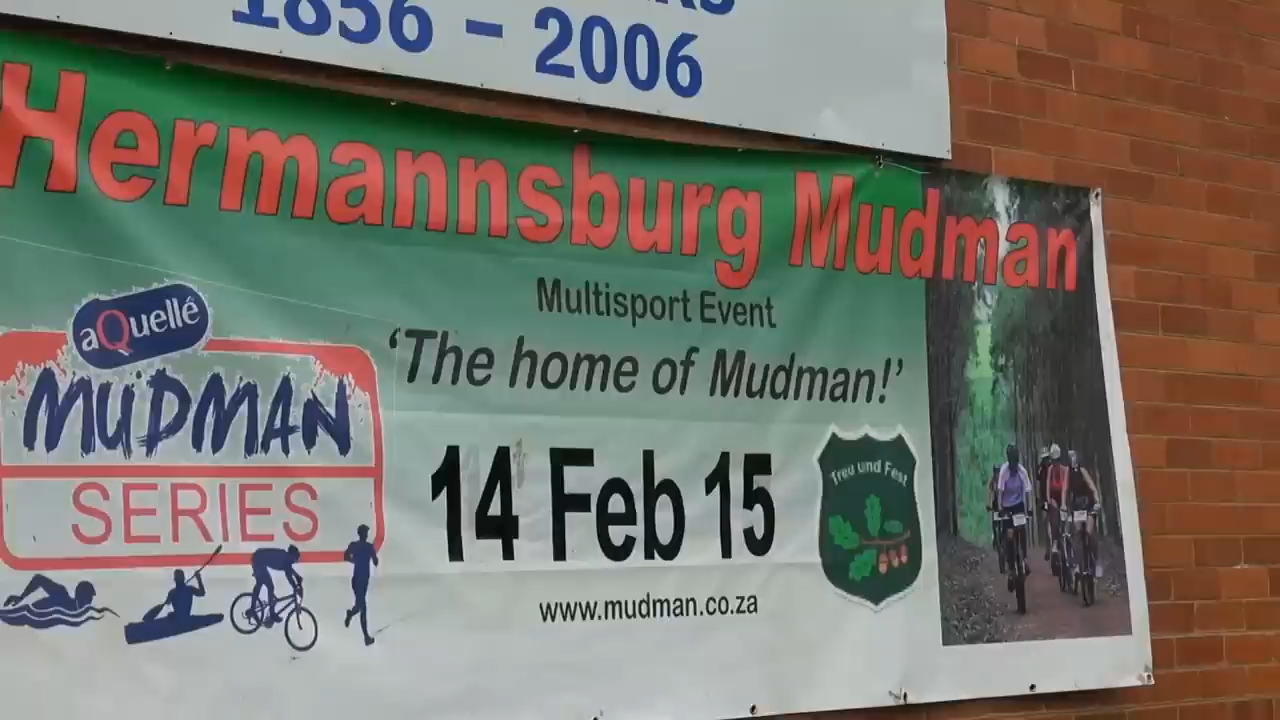 1856 - 2006
Hermannsburg Mudman
Multisport Event
'The home of Mudman!'
aQuellé
MUDMAN
SERIES
14 Feb 15
Treu und Fest
www.mudman.co.za